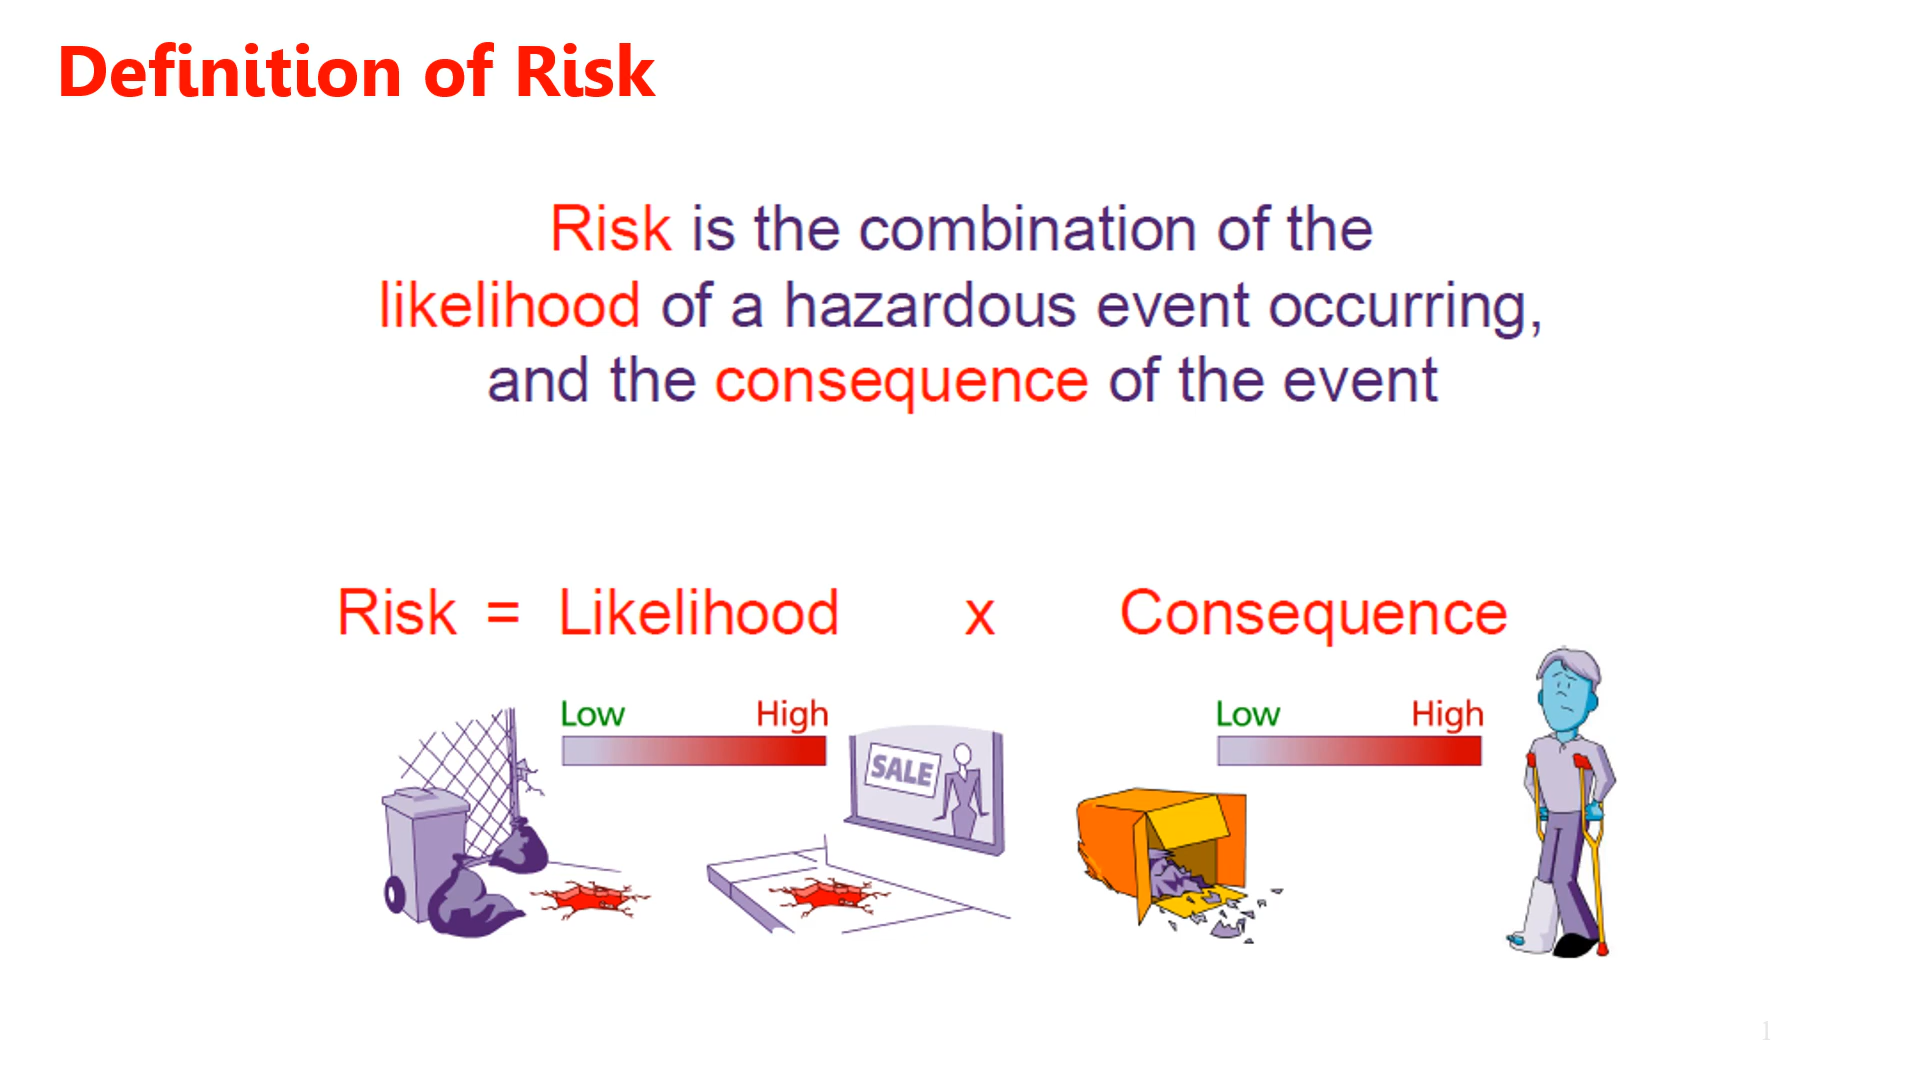 Definition of Risk
Risk is the combination of the
likelihood of a hazardous event occurring,
and the consequence of the event
Risk = Likelihood x Consequence
Low High
Low High
SALE
1